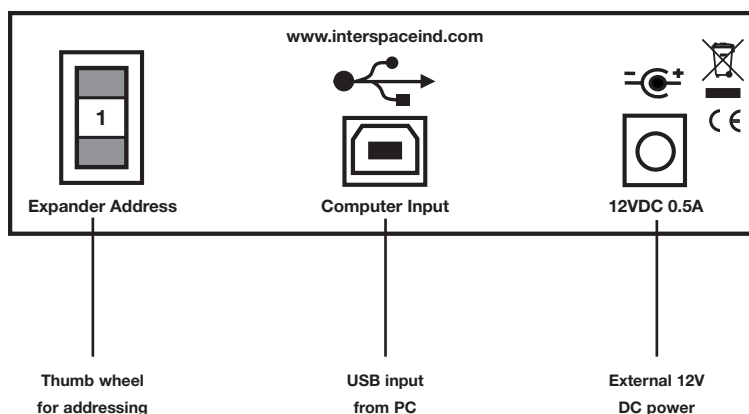 www.interspaceind.com
- +
1
CE
Expander Address Computer Input 12VDC 0.5A
Thumb wheel USB input External 12V
for addressing from PC DC power